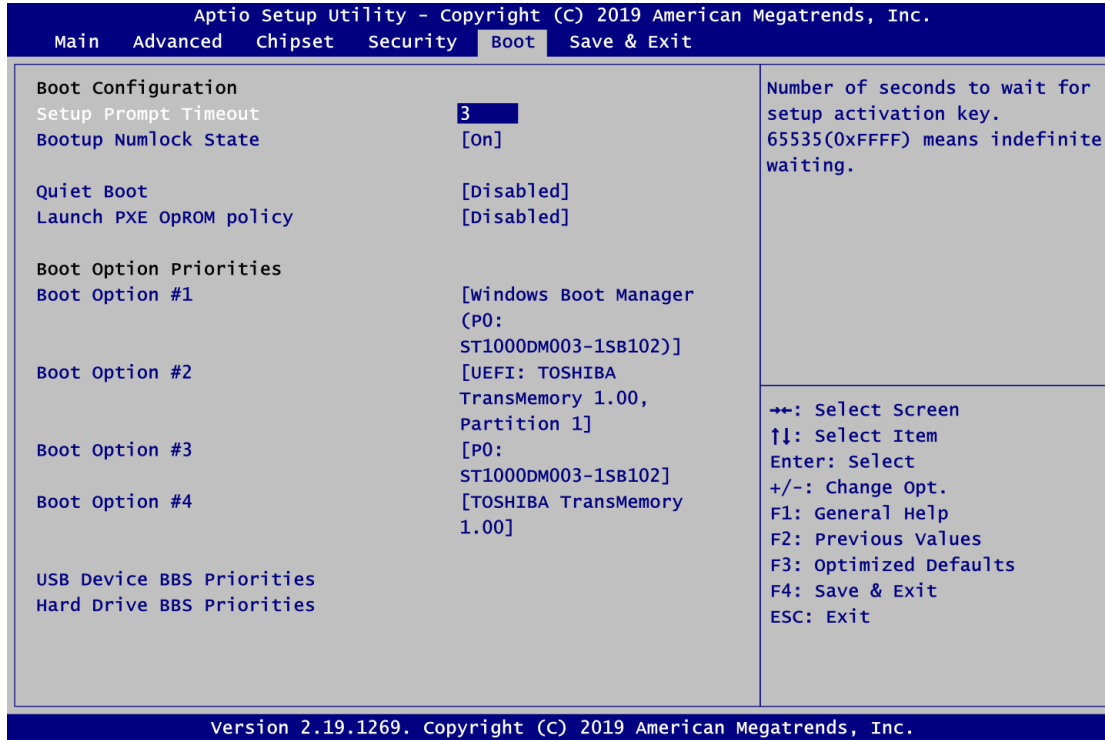 Aptio Setup Utility - Copyright (C) 2019 American Megatrends, Inc.
Main Advanced Chipset Security Boot Save & Exit
Boot Configuration
Setup Prompt Timeout 3
Bootup Numlock State [On]
Quiet Boot [Disabled]
Launch PXE OpROM policy [Disabled]
Boot Option Priorities
Boot Option #1 [Windows Boot Manager
(P0:
ST1000DM003-1SB102)]
Boot Option #2 [UEFI: TOSHIBA
TransMemory 1.00,
Partition 1]
Boot Option #3 [P0:
ST1000DM003-1SB102]
Boot Option #4 [TOSHIBA TransMemory
1.00]
USB Device BBS Priorities
Hard Drive BBS Priorities
Number of seconds to wait for
setup activation key.
65535(0xFFFF) means indefinite
waiting.
→←: Select Screen
↑↓: Select Item
Enter: Select
+/-: Change Opt.
F1: General Help
F2: Previous Values
F3: Optimized Defaults
F4: Save & Exit
ESC: Exit
Version 2.19.1269. Copyright (C) 2019 American Megatrends, Inc.